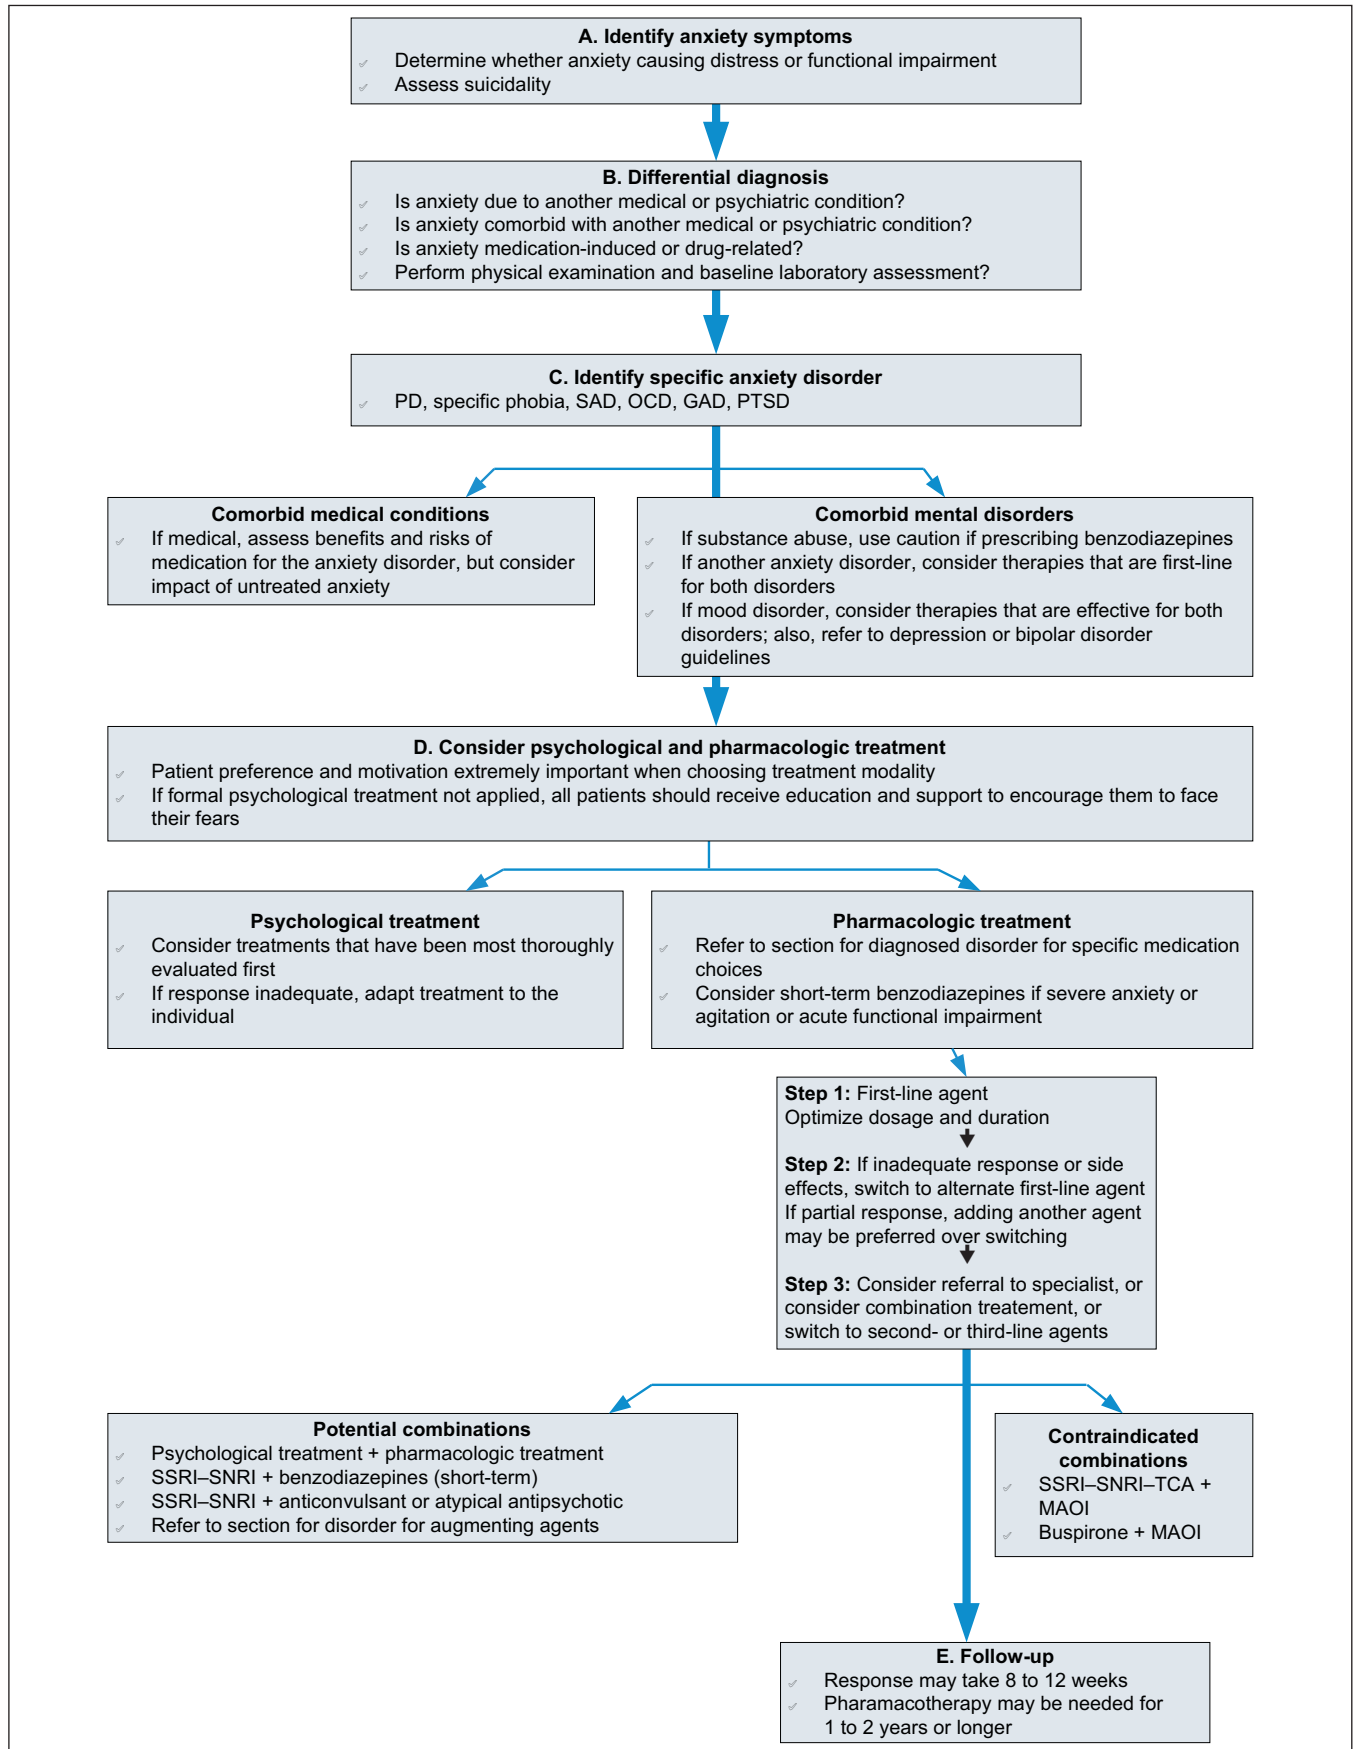 A. Identify anxiety symptoms
Determine whether anxiety causing distress or functional impairment
Assess suicidality
B. Differential diagnosis
Is anxiety due to another medical or psychiatric condition?
Is anxiety comorbid with another medical or psychiatric condition?
Is anxiety medication-induced or drug-related?
Perform physical examination and baseline laboratory assessment?
C. Identify specific anxiety disorder
PD, specific phobia, SAD, OCD, GAD, PTSD
Comorbid medical conditions
If medical, assess benefits and risks of
medication for the anxiety disorder, but consider
impact of untreated anxiety
Comorbid mental disorders
If substance abuse, use caution if prescribing benzodiazepines
If another anxiety disorder, consider therapies that are first-line
for both disorders
If mood disorder, consider therapies that are effective for both
disorders; also, refer to depression or bipolar disorder
guidelines
D. Consider psychological and pharmacologic treatment
Patient preference and motivation extremely important when choosing treatment modality
If formal psychological treatment not applied, all patients should receive education and support to encourage them to face
their fears
Psychological treatment
Consider treatments that have been most thoroughly
evaluated first
If response inadequate, adapt treatment to the
individual
Pharmacologic treatment
Refer to section for diagnosed disorder for specific medication
choices
Consider short-term benzodiazepines if severe anxiety or
agitation or acute functional impairment
Step 1: First-line agent
Optimize dosage and duration
Step 2: If inadequate response or side
effects, switch to alternate first-line agent
If partial response, adding another agent
may be preferred over switching
Step 3: Consider referral to specialist, or
consider combination treatement, or
switch to second- or third-line agents
Potential combinations
Psychological treatment + pharmacologic treatment
SSRI–SNRI + benzodiazepines (short-term)
SSRI–SNRI + anticonvulsant or atypical antipsychotic
Refer to section for disorder for augmenting agents
Contraindicated
combinations
SSRI–SNRI–TCA +
MAOI
Buspirone + MAOI
E. Follow-up
Response may take 8 to 12 weeks
Pharamacotherapy may be needed for
1 to 2 years or longer